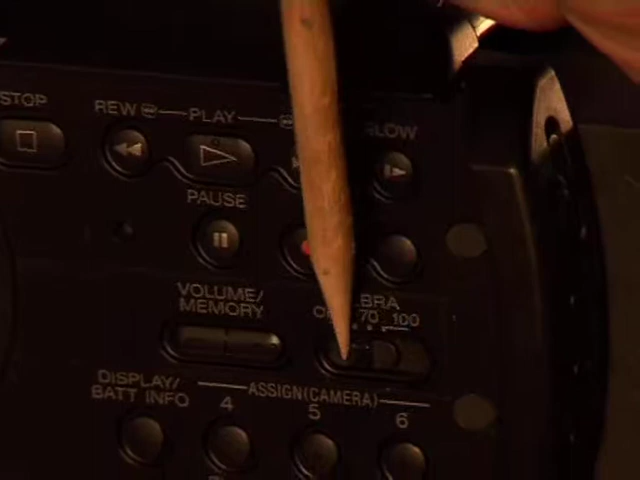 STOP
REW PLAY
SLOW
PAUSE
VOLUME/
MEMORY
70 100
DISPLAY/
BATT INFO
ASSIGN(CAMERA)
4 5 6